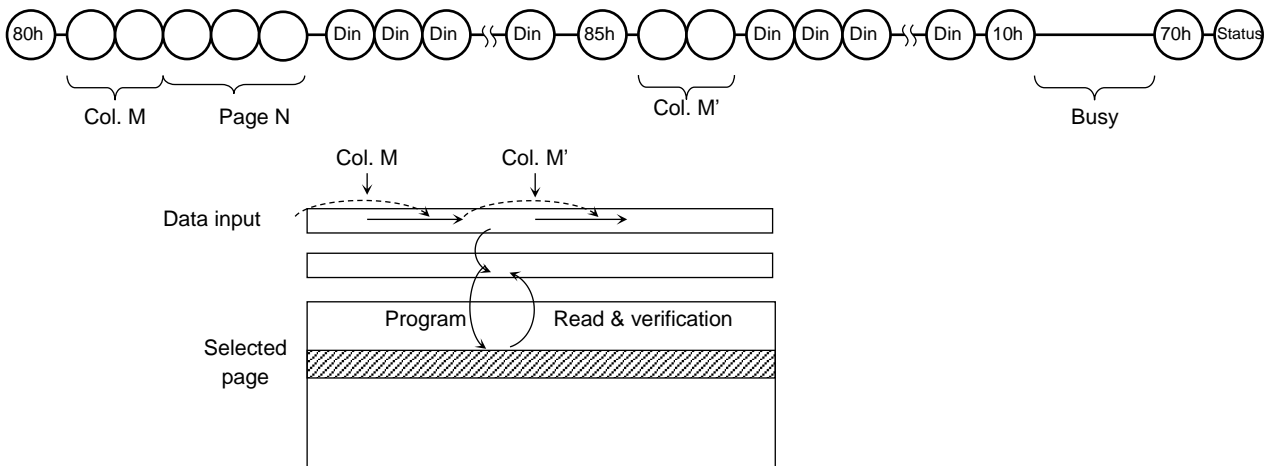 80h Din Din Din Din 85h Din Din Din Din 10h 70h Status
Col. M Page N Col. M’ Busy
Col. M Col. M’
Data input
Program Read & verification
Selected
page